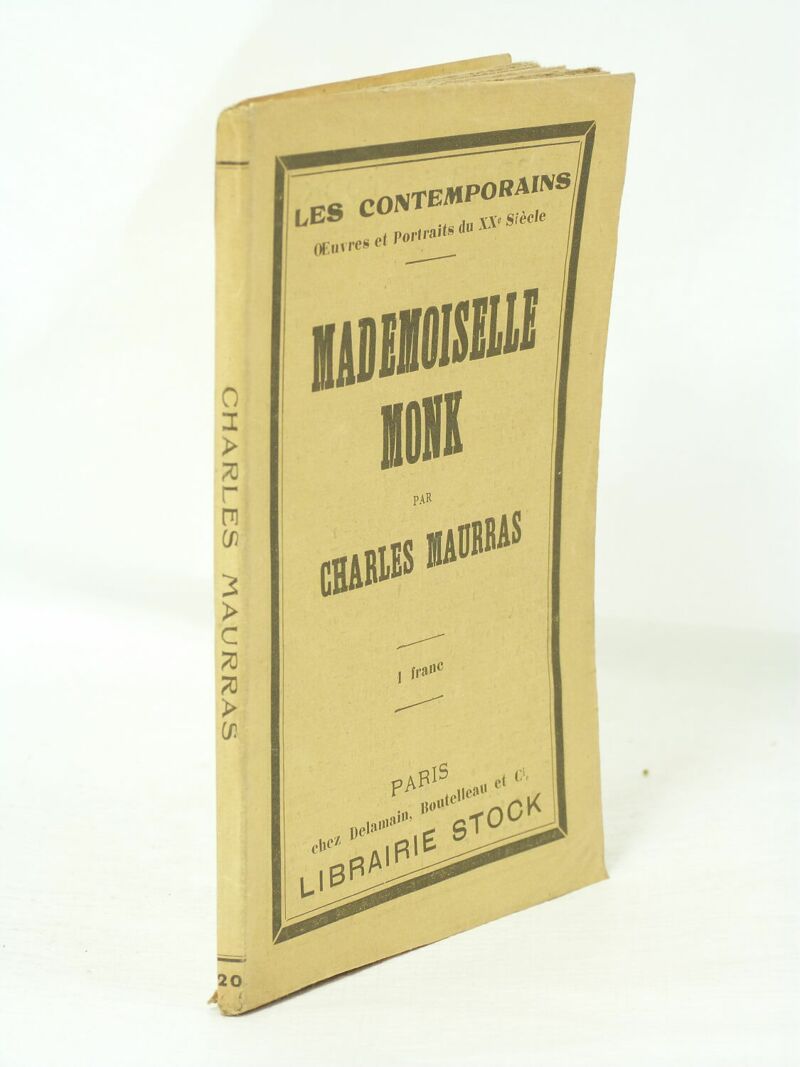 LES CONTEMPORAINS
Œuvres et Portraits du XXe Siècle
MADEMOISELLE
MONK
PAR
CHARLES MAURRAS
1 franc
PARIS
chez Delamain, Boutelleau et Cie,
LIBRAIRIE STOCK
CHARLES MAURRAS
20